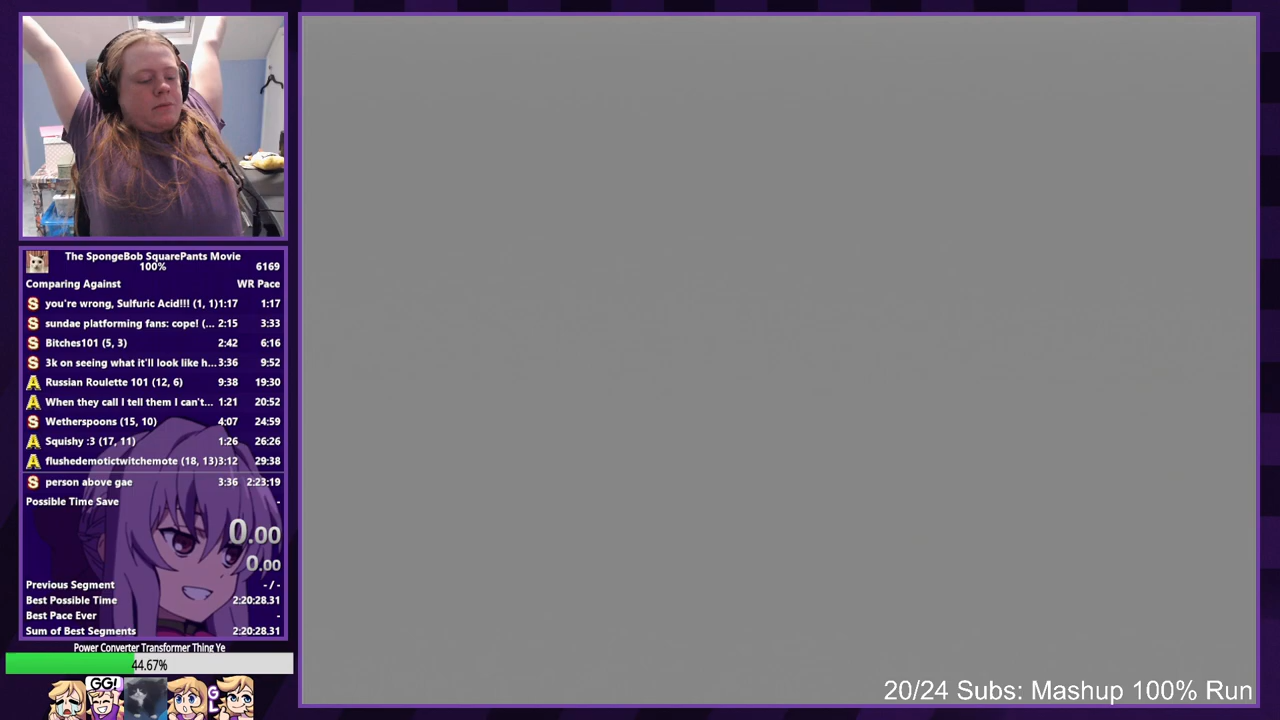 The SpongeBob SquarePants Movie
100% 6169
Comparing Against WR Pace
S you're wrong, Sulfuric Acid!!! (1, 1) 1:17 1:17
S sundae platforming fans: cope! (... 2:15 3:33
S Bitches101 (5, 3) 2:42 6:16
S 3k on seeing what it'll look like h... 3:36 9:52
A Russian Roulette 101 (12, 6) 9:38 19:30
A When they call I tell them I can't... 1:21 20:52
S Wetherspoons (15, 10) 4:07 24:59
A Squishy :3 (17, 11) 1:26 26:26
A flushedemotictwitchemote (18, 13) 3:12 29:38
S person above gae 3:36 2:23:19
Possible Time Save -
0.00
0.00
Previous Segment - / -
Best Possible Time 2:20:28.31
Best Pace Ever -
Sum of Best Segments 2:20:28.31
Power Converter Transformer Thing Ye
44.67%
GG!
GL
20/24 Subs: Mashup 100% Run